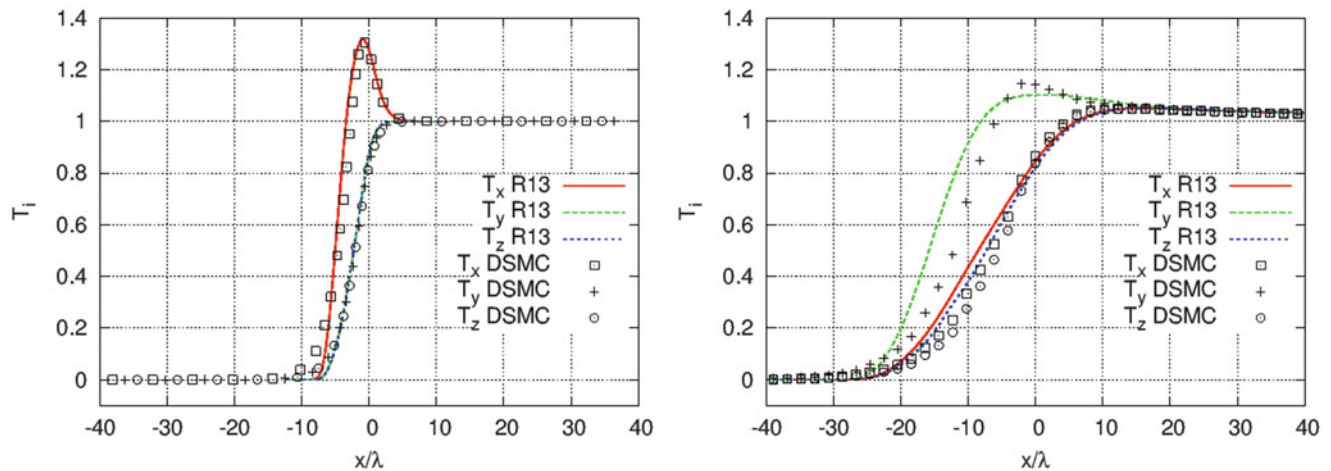 1.4
1.2
1
0.8
0.6
0.4
0.2
0
T_i
T_x R13
T_y R13
T_z R13
T_x DSMC
T_y DSMC
T_z DSMC
-40 -30 -20 -10 0 10 20 30 40
x/λ
1.4
1.2
1
0.8
0.6
0.4
0.2
0
T_i
T_x R13
T_y R13
T_z R13
T_x DSMC
T_y DSMC
T_z DSMC
-40 -30 -20 -10 0 10 20 30 40
x/λ